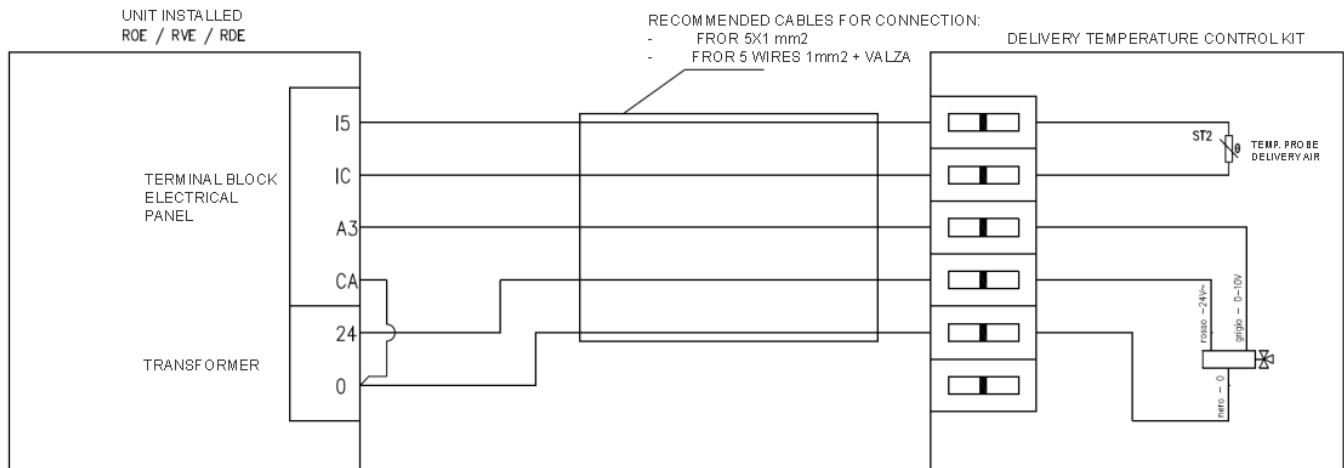 UNIT INSTALLED
ROE / RVE / RDE
RECOMMENDED CABLES FOR CONNECTION:
- FROR 5X1 mm2
- FROR 5 WIRES 1mm2 + VALZA
DELIVERY TEMPERATURE CONTROL KIT
I5
IC
A3
CA
24
0
TERMINAL BLOCK
ELECTRICAL
PANEL
TRANSFORMER
ST2
θ
TEMP. PROBE
DELIVERY AIR
rosso -24V~
grigio - 0-10V
nero - 0